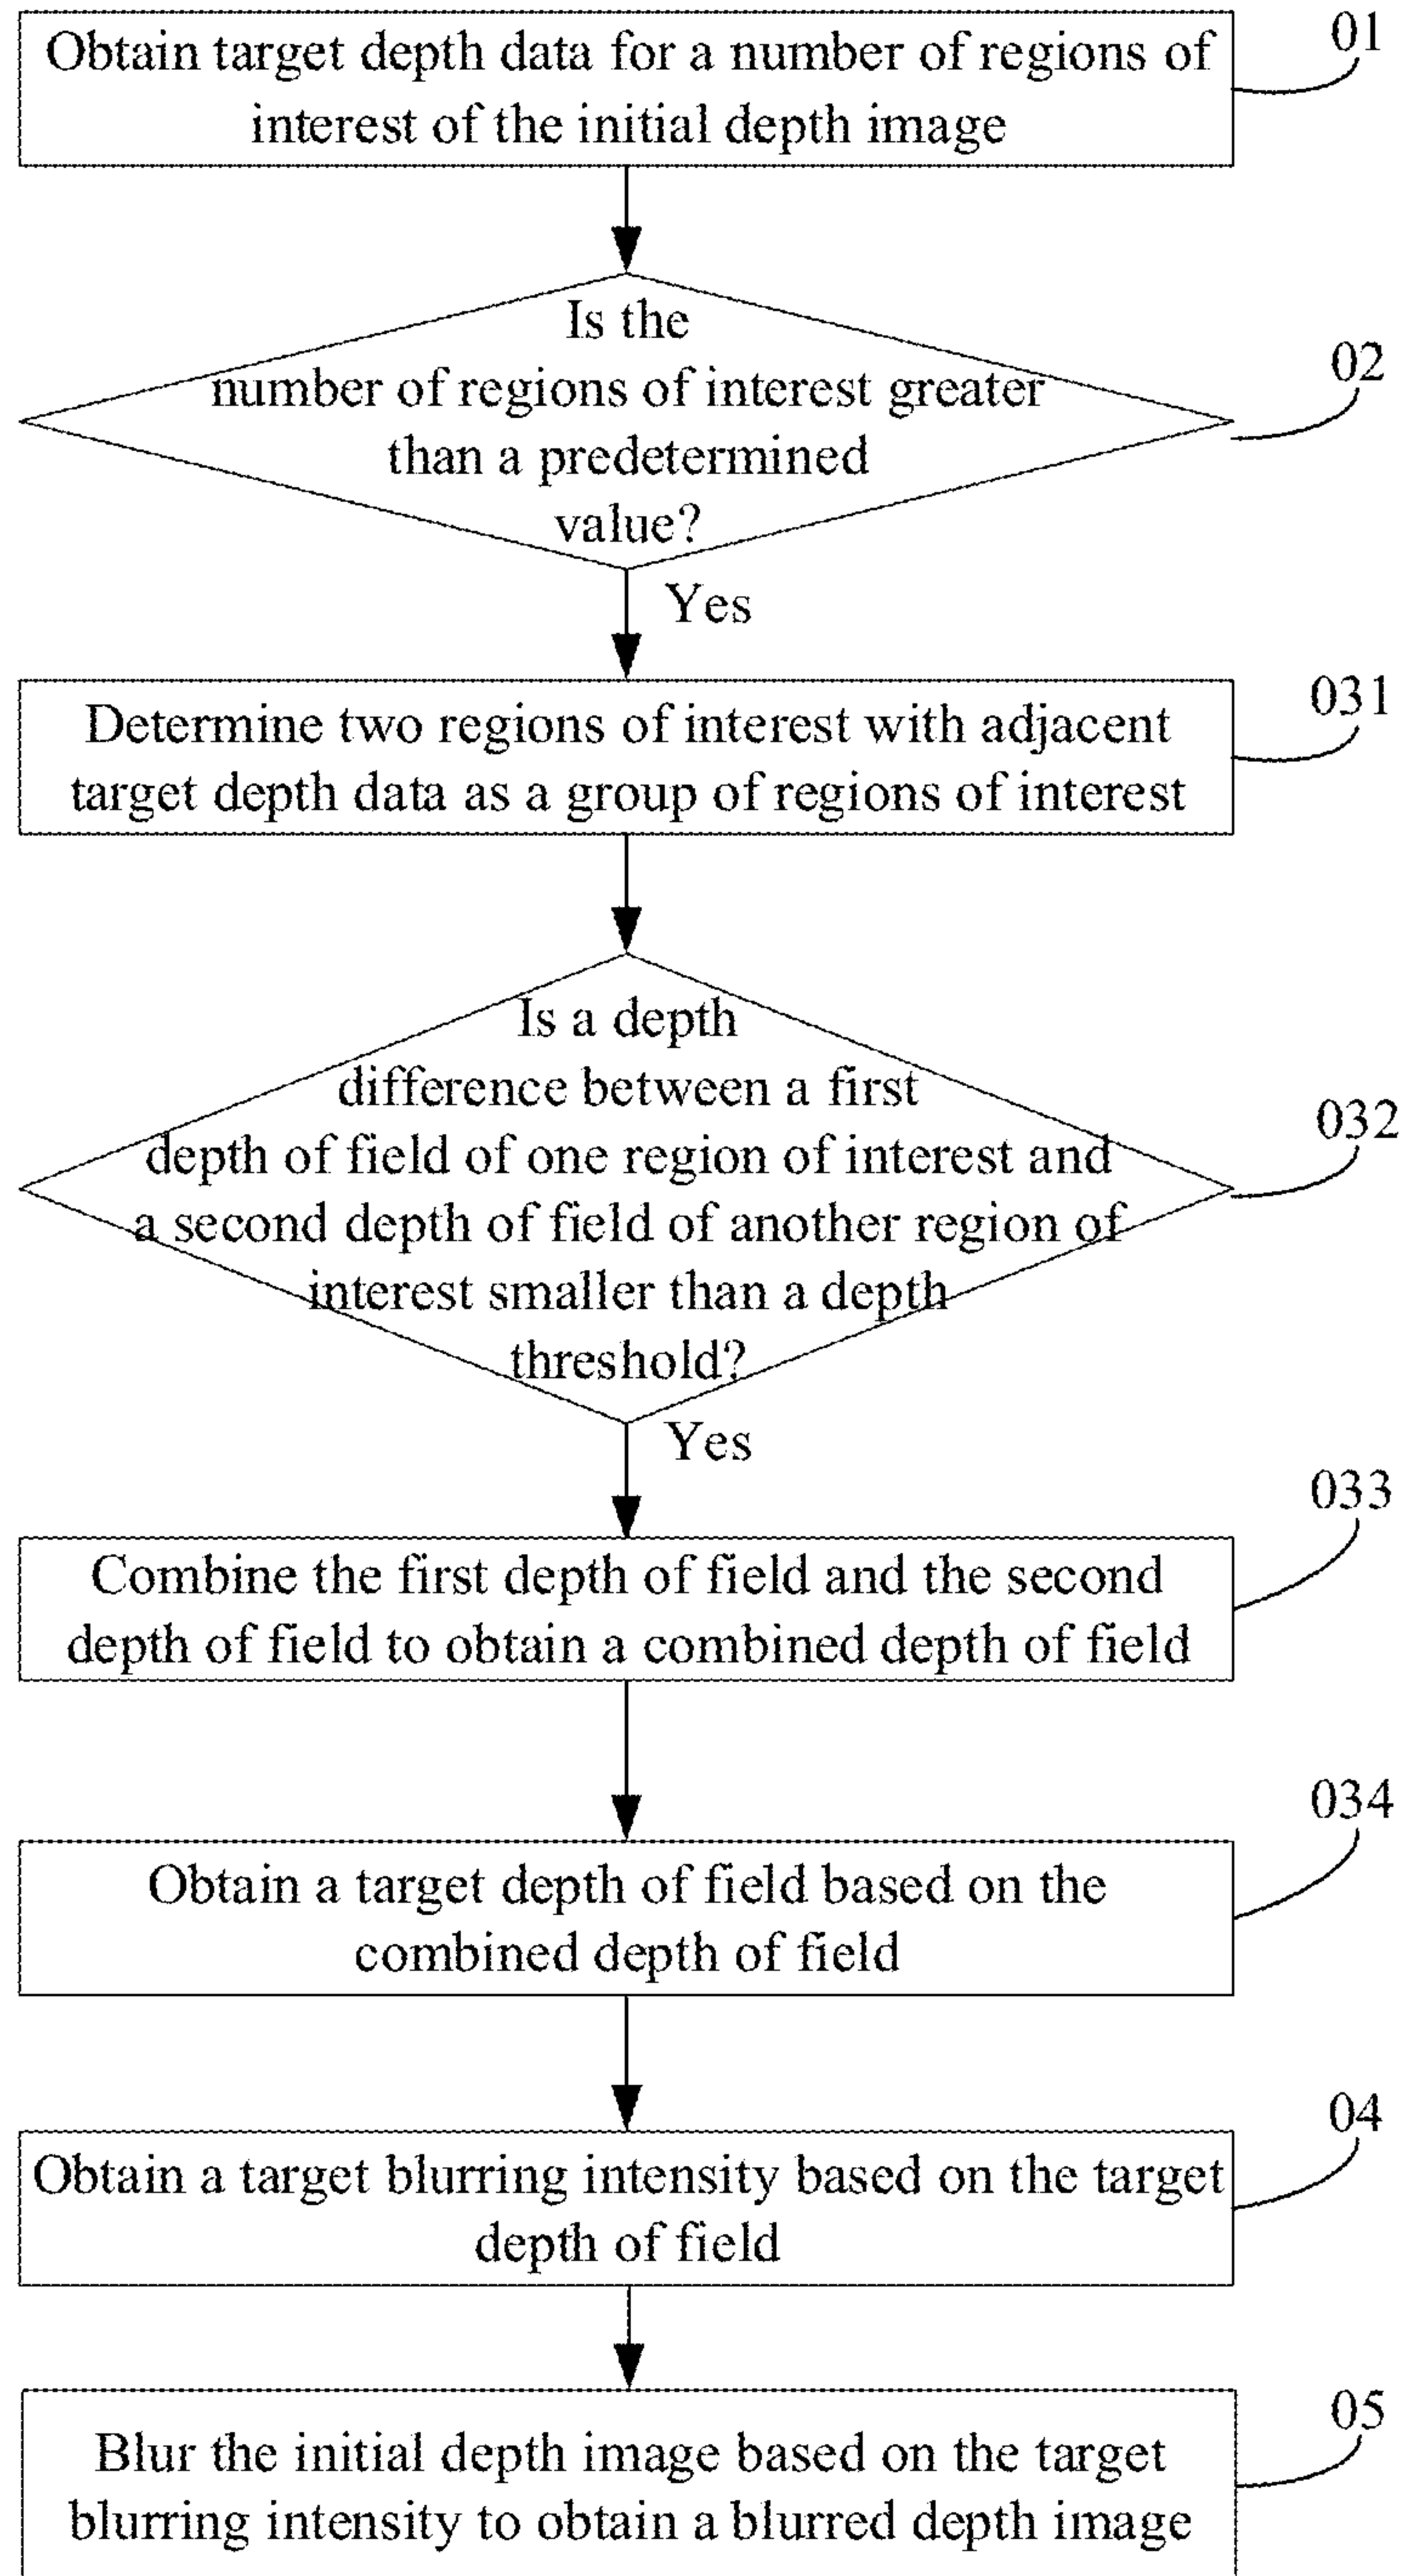 01
Obtain target depth data for a number of regions of
interest of the initial depth image
02
Is the
number of regions of interest greater
than a predetermined
value?
Yes
031
Determine two regions of interest with adjacent
target depth data as a group of regions of interest
032
Is a depth
difference between a first
depth of field of one region of interest and
a second depth of field of another region of
interest smaller than a depth
threshold?
Yes
033
Combine the first depth of field and the second
depth of field to obtain a combined depth of field
034
Obtain a target depth of field based on the
combined depth of field
04
Obtain a target blurring intensity based on the target
depth of field
05
Blur the initial depth image based on the target
blurring intensity to obtain a blurred depth image